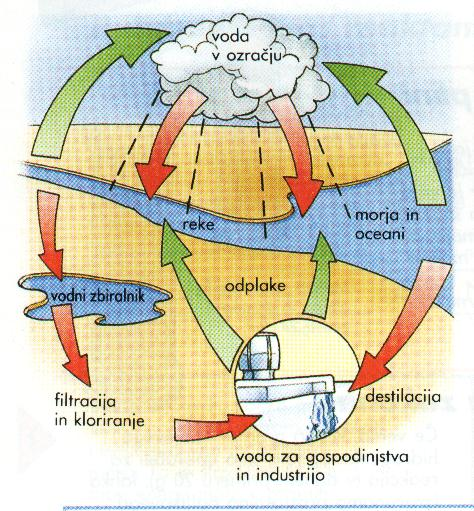 voda
v ozračju
reke
morja in
oceani
vodni zbiralnik
odplake
filtracija
in kloriranje
destilacija
voda za gospodinjstva
in industrijo